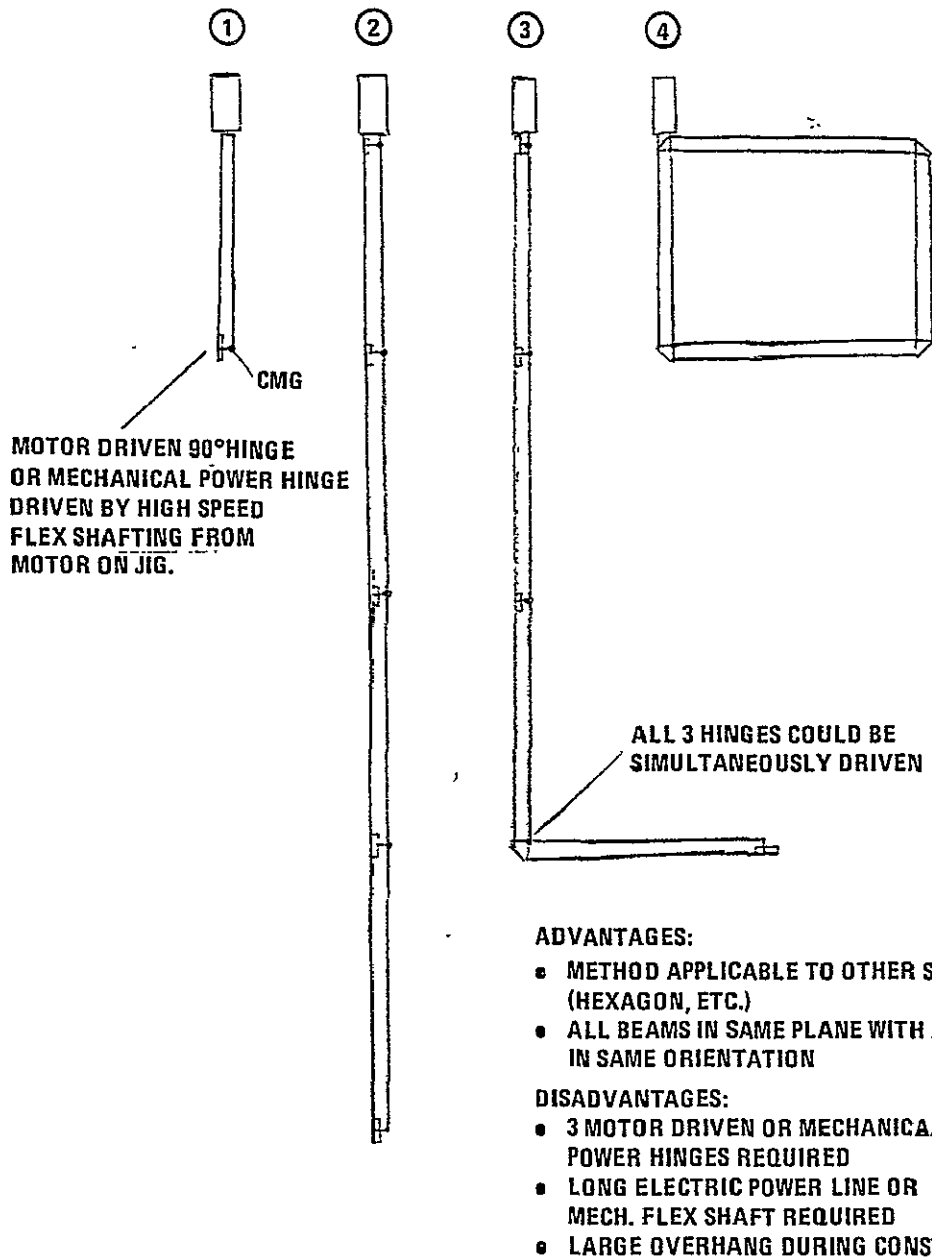 1 2 3 4
CMG
MOTOR DRIVEN 90°HINGE
OR MECHANICAL POWER HINGE
DRIVEN BY HIGH SPEED
FLEX SHAFTING FROM
MOTOR ON JIG.
ALL 3 HINGES COULD BE
SIMULTANEOUSLY DRIVEN
ADVANTAGES:
• METHOD APPLICABLE TO OTHER
(HEXAGON, ETC.)
• ALL BEAMS IN SAME PLANE WITH
IN SAME ORIENTATION
DISADVANTAGES:
• 3 MOTOR DRIVEN OR MECHANICA
POWER HINGES REQUIRED
• LONG ELECTRIC POWER LINE OR
MECH. FLEX SHAFT REQUIRED
• LARGE OVERHANG DURING